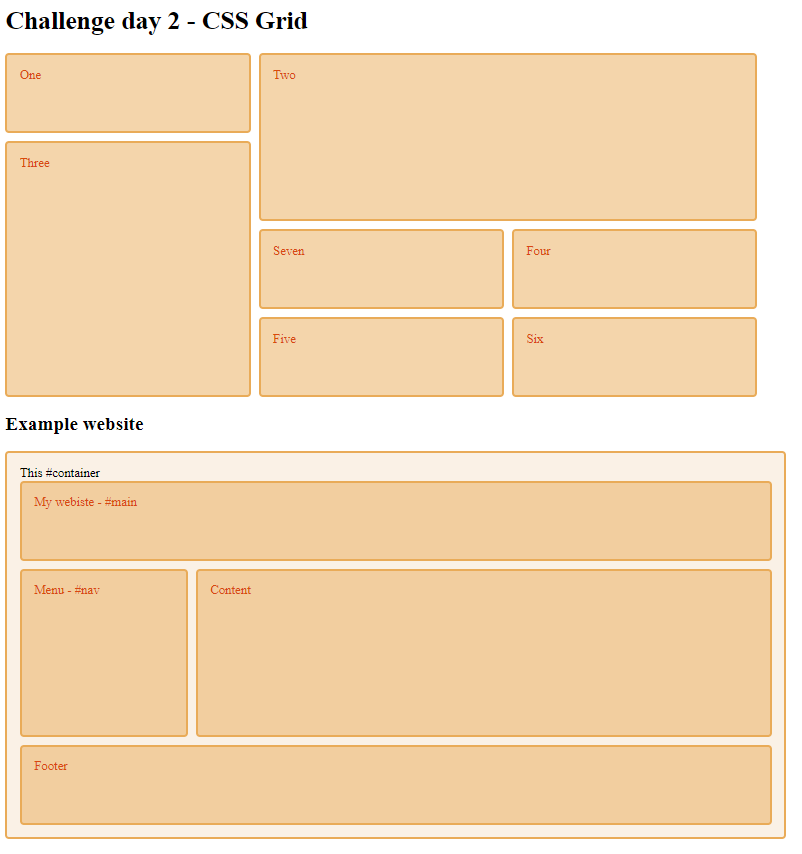 Challenge day 2 - CSS Grid
One
Two
Three
Seven
Four
Five
Six
Example website
This #container
My webiste - #main
Menu - #nav
Content
Footer